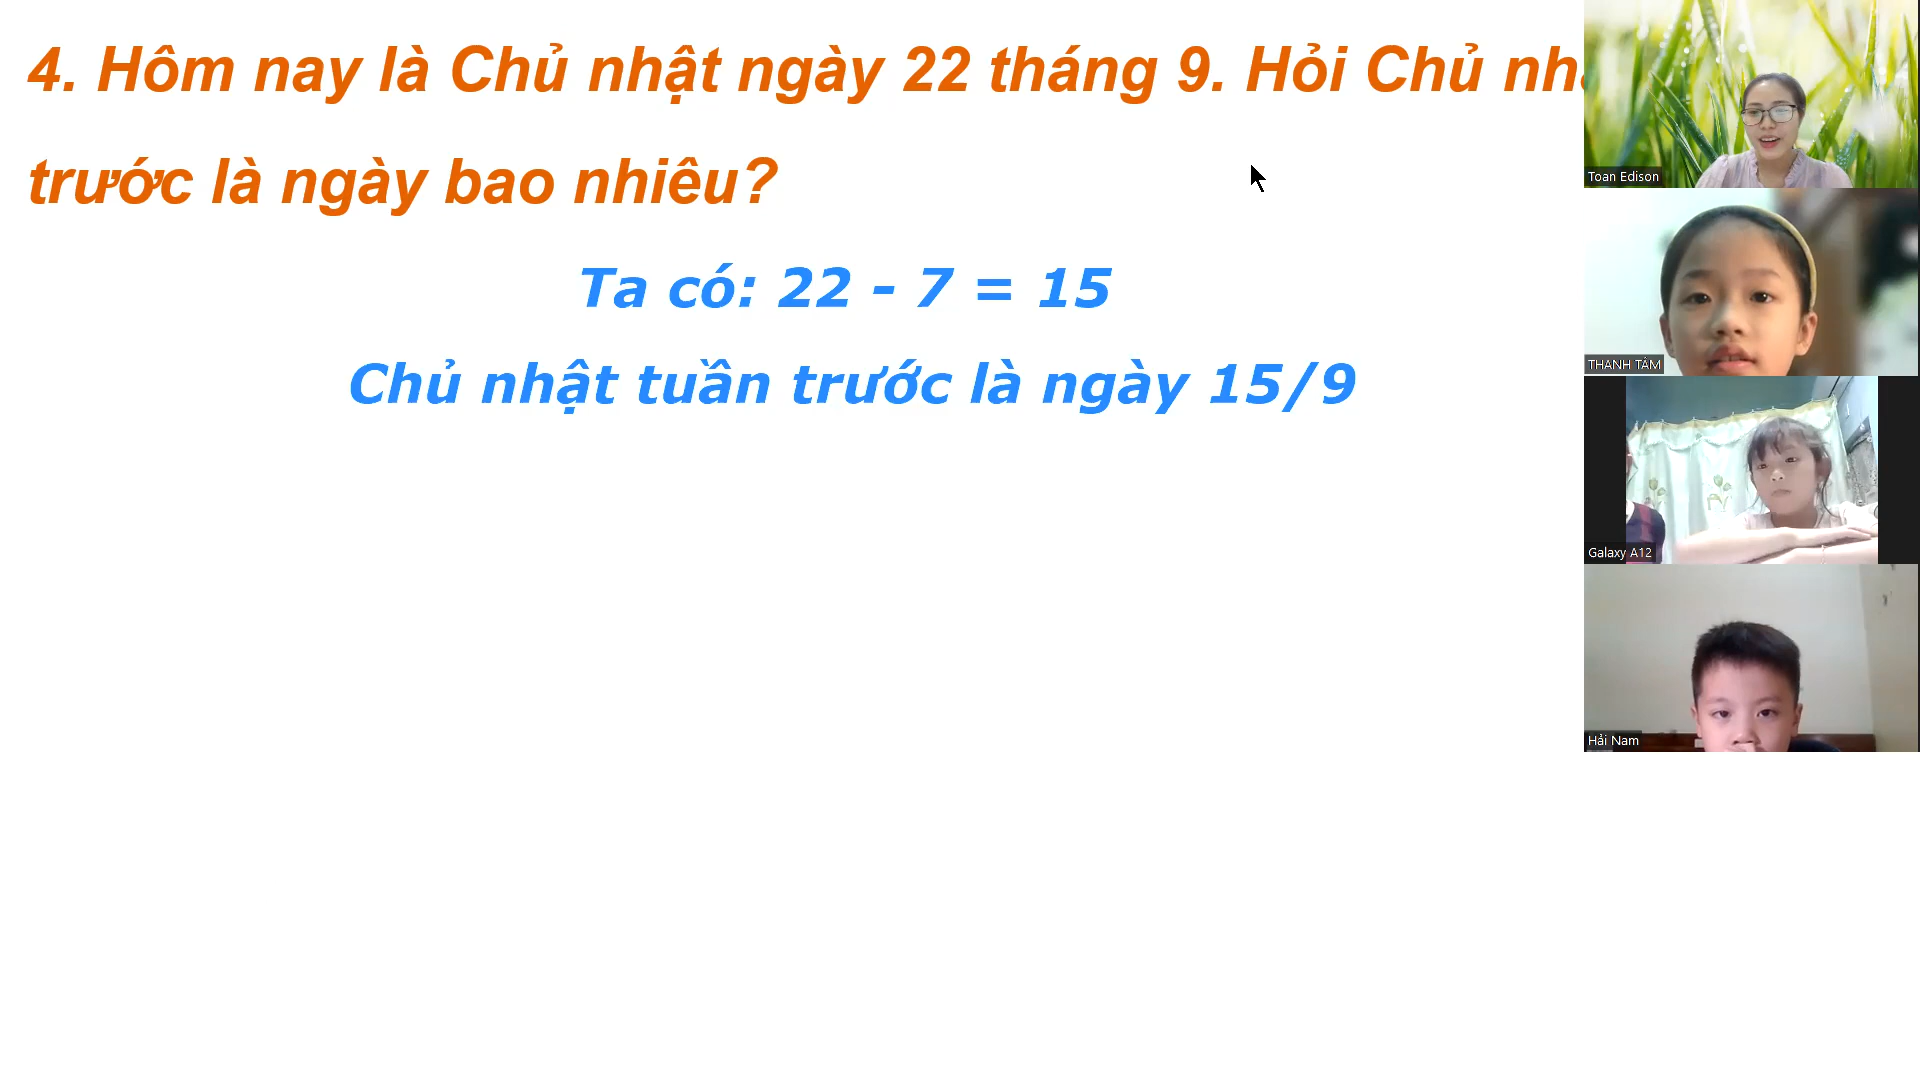 4. Hôm nay là Chủ nhật ngày 22 tháng 9. Hỏi Chủ
trước là ngày bao nhiêu?
Ta có: 22 - 7 = 15
Chủ nhật tuần trước là ngày 15/9
Toan Edison
THANH TÂM
Galaxy A12
Hải Nam